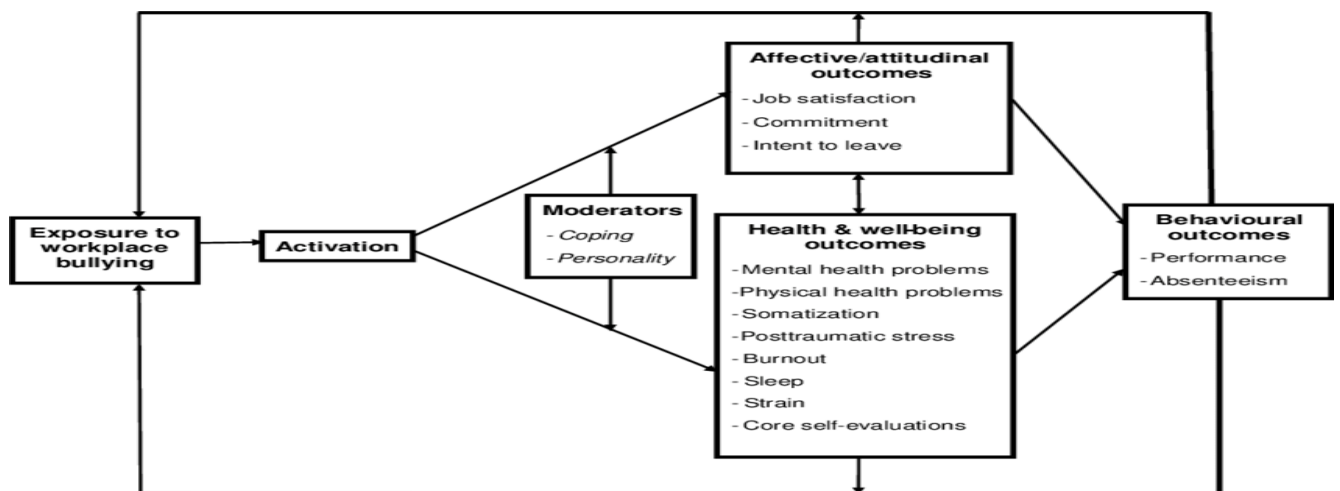 Affective/attitudinal
outcomes
- Job satisfaction
- Commitment
- Intent to leave
Exposure to
workplace
bullying
Activation
Moderators
- Coping
- Personality
Health & well-being
outcomes
- Mental health problems
- Physical health problems
- Somatization
- Posttraumatic stress
- Burnout
- Sleep
- Strain
- Core self-evaluations
Behavioural
outcomes
- Performance
- Absenteeism